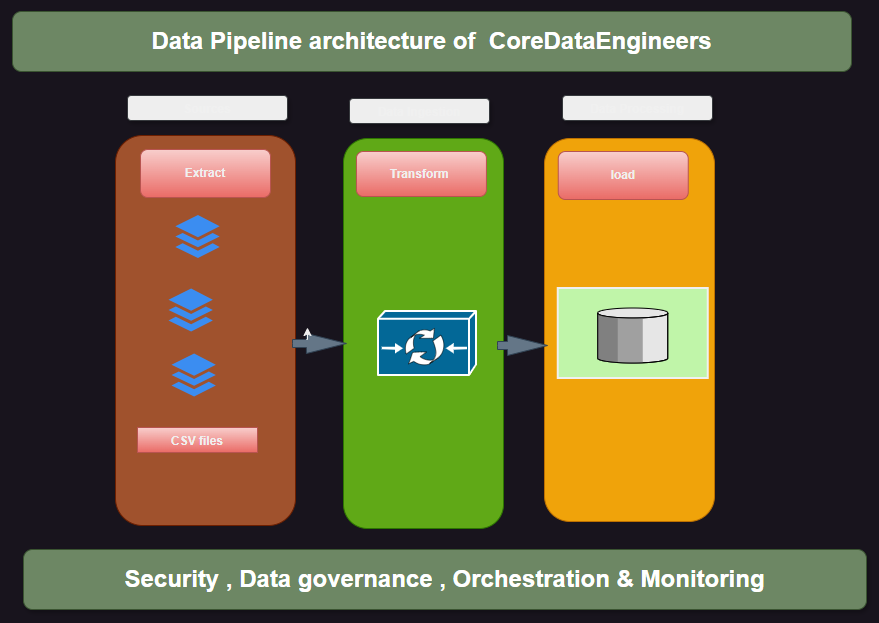 Data Pipeline architecture of  CoreDataEngineers
Extract
Transform
load
CSV files
Security , Data governance , Orchestration & Monitoring